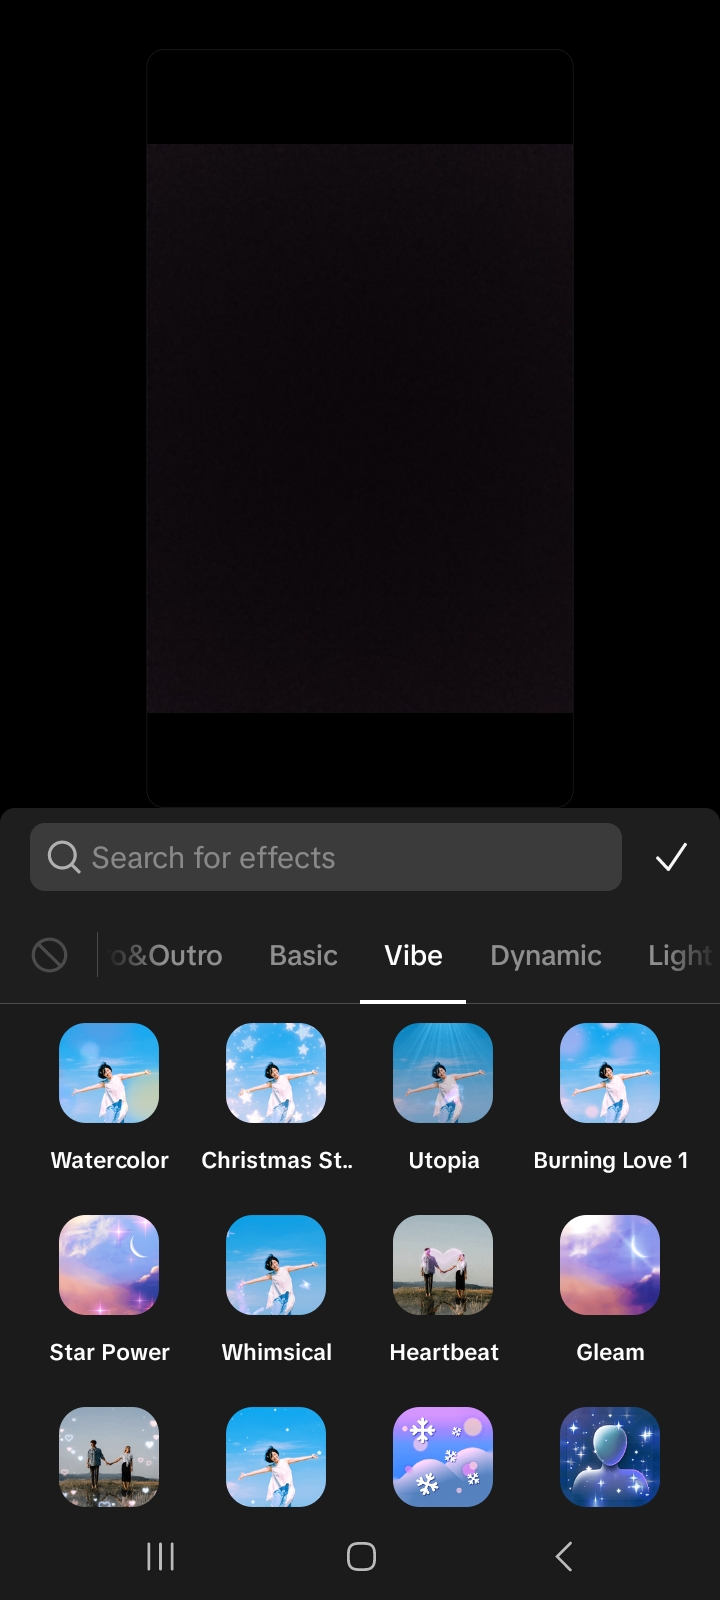 Search for effects
o&Outro Basic Vibe Dynamic Light
Watercolor Christmas St.. Utopia Burning Love 1
Star Power Whimsical Heartbeat Gleam